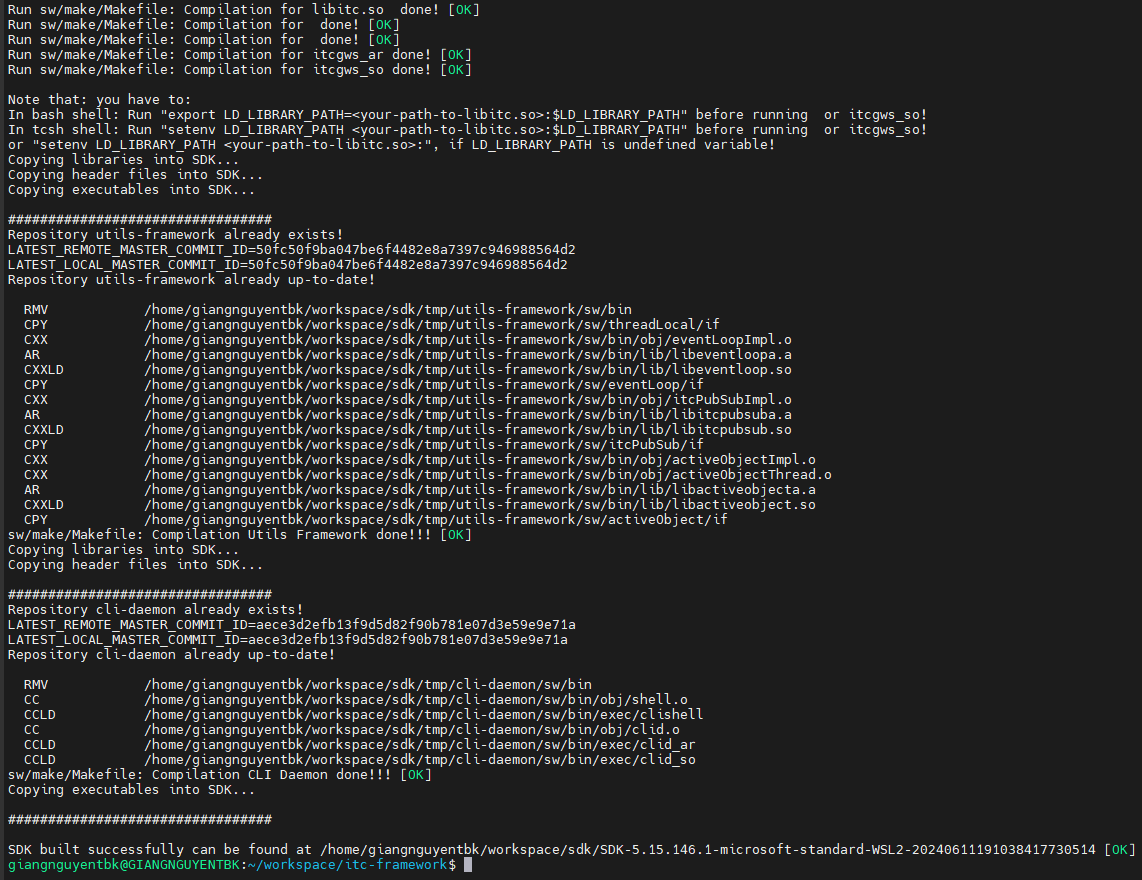 Run sw/make/Makefile: Compilation for libitc.so  done! [OK]
Run sw/make/Makefile: Compilation for  done! [OK]
Run sw/make/Makefile: Compilation for  done! [OK]
Run sw/make/Makefile: Compilation for itcgws_ar done! [OK]
Run sw/make/Makefile: Compilation for itcgws_so done! [OK]

Note that: you have to:
In bash shell: Run "export LD_LIBRARY_PATH=<your-path-to-libitc.so>:$LD_LIBRARY_PATH" before running  or itcgws_so!
In tcsh shell: Run "setenv LD_LIBRARY_PATH <your-path-to-libitc.so>:$LD_LIBRARY_PATH" before running  or itcgws_so!
or "setenv LD_LIBRARY_PATH <your-path-to-libitc.so>:", if LD_LIBRARY_PATH is undefined variable!
Copying libraries into SDK...
Copying header files into SDK...
Copying executables into SDK...

#################################
Repository utils-framework already exists!
LATEST_REMOTE_MASTER_COMMIT_ID=50fc50f9ba047be6f4482e8a7397c946988564d2
LATEST_LOCAL_MASTER_COMMIT_ID=50fc50f9ba047be6f4482e8a7397c946988564d2
Repository utils-framework already up-to-date!

  RMV            /home/giangnguyentbk/workspace/sdk/tmp/utils-framework/sw/bin
  CPY            /home/giangnguyentbk/workspace/sdk/tmp/utils-framework/sw/threadLocal/if
  CXX            /home/giangnguyentbk/workspace/sdk/tmp/utils-framework/sw/bin/obj/eventLoopImpl.o
  AR             /home/giangnguyentbk/workspace/sdk/tmp/utils-framework/sw/bin/lib/libeventloopa.a
  CXXLD          /home/giangnguyentbk/workspace/sdk/tmp/utils-framework/sw/bin/lib/libeventloop.so
  CPY            /home/giangnguyentbk/workspace/sdk/tmp/utils-framework/sw/eventLoop/if
  CXX            /home/giangnguyentbk/workspace/sdk/tmp/utils-framework/sw/bin/obj/itcPubSubImpl.o
  AR             /home/giangnguyentbk/workspace/sdk/tmp/utils-framework/sw/bin/lib/libitcpubsuba.a
  CXXLD          /home/giangnguyentbk/workspace/sdk/tmp/utils-framework/sw/bin/lib/libitcpubsub.so
  CPY            /home/giangnguyentbk/workspace/sdk/tmp/utils-framework/sw/itcPubSub/if
  CXX            /home/giangnguyentbk/workspace/sdk/tmp/utils-framework/sw/bin/obj/activeObjectImpl.o
  CXX            /home/giangnguyentbk/workspace/sdk/tmp/utils-framework/sw/bin/obj/activeObjectThread.o
  AR             /home/giangnguyentbk/workspace/sdk/tmp/utils-framework/sw/bin/lib/libactiveobjecta.a
  CXXLD          /home/giangnguyentbk/workspace/sdk/tmp/utils-framework/sw/bin/lib/libactiveobject.so
  CPY            /home/giangnguyentbk/workspace/sdk/tmp/utils-framework/sw/activeObject/if
sw/make/Makefile: Compilation Utils Framework done!!! [OK]
Copying libraries into SDK...
Copying header files into SDK...

#################################
Repository cli-daemon already exists!
LATEST_REMOTE_MASTER_COMMIT_ID=aece3d2efb13f9d5d82f90b781e07d3e59e9e71a
LATEST_LOCAL_MASTER_COMMIT_ID=aece3d2efb13f9d5d82f90b781e07d3e59e9e71a
Repository cli-daemon already up-to-date!

  RMV            /home/giangnguyentbk/workspace/sdk/tmp/cli-daemon/sw/bin
  CC             /home/giangnguyentbk/workspace/sdk/tmp/cli-daemon/sw/bin/obj/shell.o
  CCLD           /home/giangnguyentbk/workspace/sdk/tmp/cli-daemon/sw/bin/exec/clishell
  CC             /home/giangnguyentbk/workspace/sdk/tmp/cli-daemon/sw/bin/obj/clid.o
  CCLD           /home/giangnguyentbk/workspace/sdk/tmp/cli-daemon/sw/bin/exec/clid_ar
  CCLD           /home/giangnguyentbk/workspace/sdk/tmp/cli-daemon/sw/bin/exec/clid_so
sw/make/Makefile: Compilation CLI Daemon done!!! [OK]
Copying executables into SDK...

#################################

SDK built successfully can be found at /home/giangnguyentbk/workspace/sdk/SDK-5.15.146.1-microsoft-standard-WSL2-20240611191038417730514 [OK]
giangnguyentbk@GIANGNGUYENTBK:~/workspace/itc-framework$